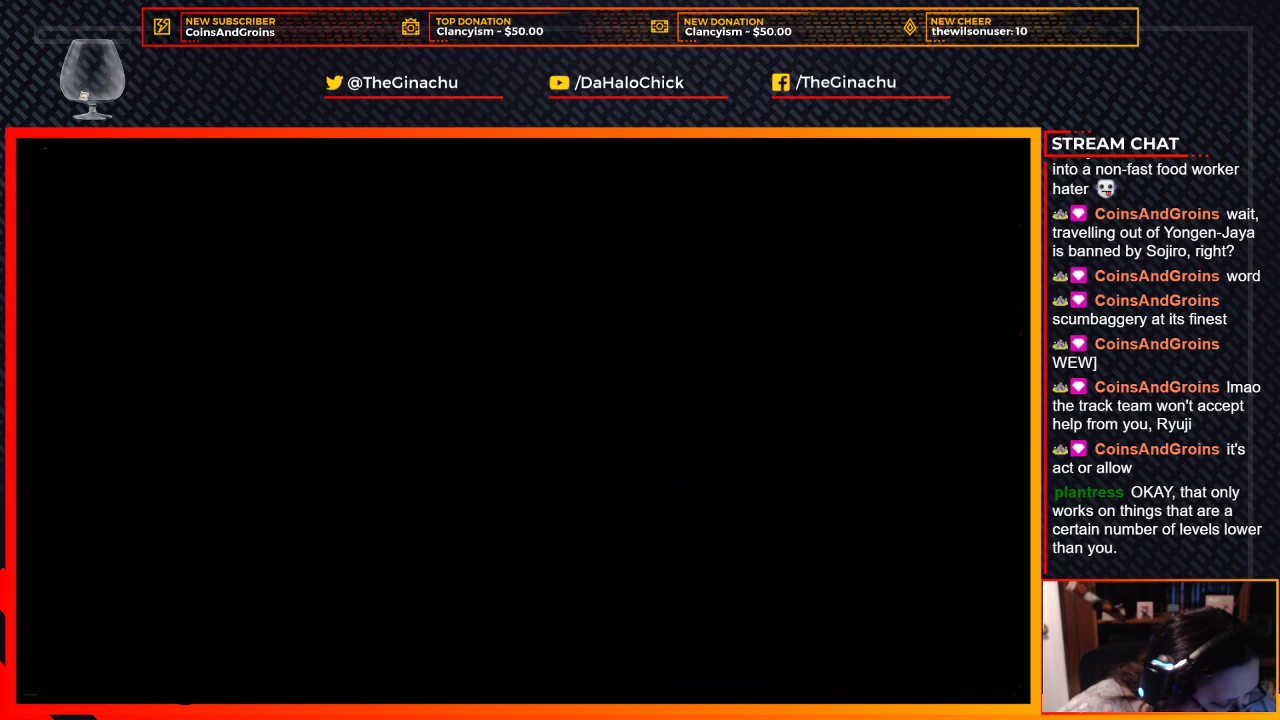 NEW SUBSCRIBER
CoinsAndGroins
TOP DONATION
Clancyism ~ $50.00
NEW DONATION
Clancyism ~ $50.00
NEW CHEER
thewilsonuser: 10
@TheGinachu
/DaHaloChick
/TheGinachu
STREAM CHAT
into a non-fast food worker
hater
CoinsAndGroins wait,
travelling out of Yongen-Jaya
is banned by Sojiro, right?
CoinsAndGroins word
CoinsAndGroins
scumbaggery at its finest
CoinsAndGroins
WEW]
CoinsAndGroins lmao
the track team won't accept
help from you, Ryuji
CoinsAndGroins it's
act or allow
plantress OKAY, that only
works on things that are a
certain number of levels lower
than you.